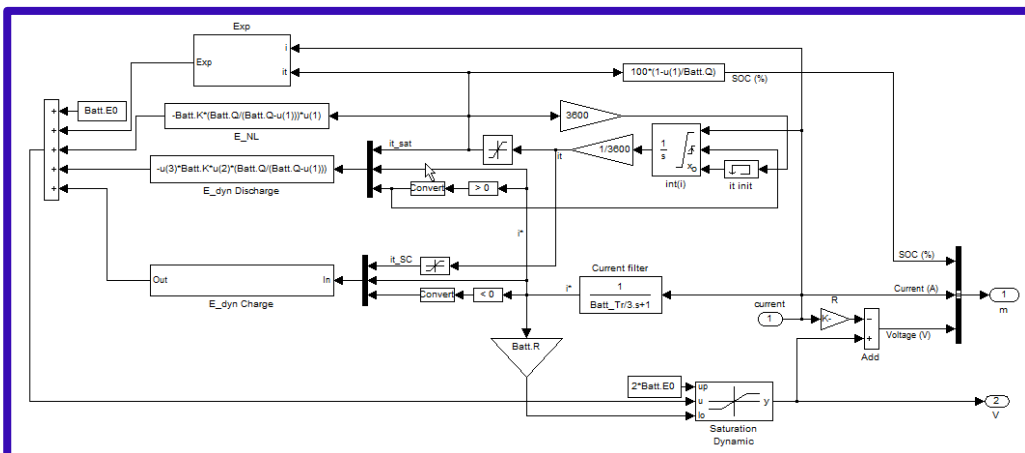 Exp
i
Exp
it
100*(1-u(1)/Batt.Q)
SOC (%)
+
Batt.E0
+
-Batt.K*(Batt.Q/(Batt.Q-u(1)))*u(1)
3600
+
E_NL
1/3600
1
s
x₀
it_sat
it
+
-u(3)*Batt.K*u(2)*(Batt.Q/(Batt.Q-u(1)))
+
E_dyn Discharge
Convert
> 0
int(i)
it init
i*
it_SC
SOC (%)
Current filter
Out
In
Convert
< 0
i*
1
Batt_Tr/3.s+1
current
1
R
K-
Current (A)
1
m
E_dyn Charge
−
+
Voltage (V)
Add
Batt.R
2*Batt.E0
up
u
y
lo
2
V
Saturation
Dynamic